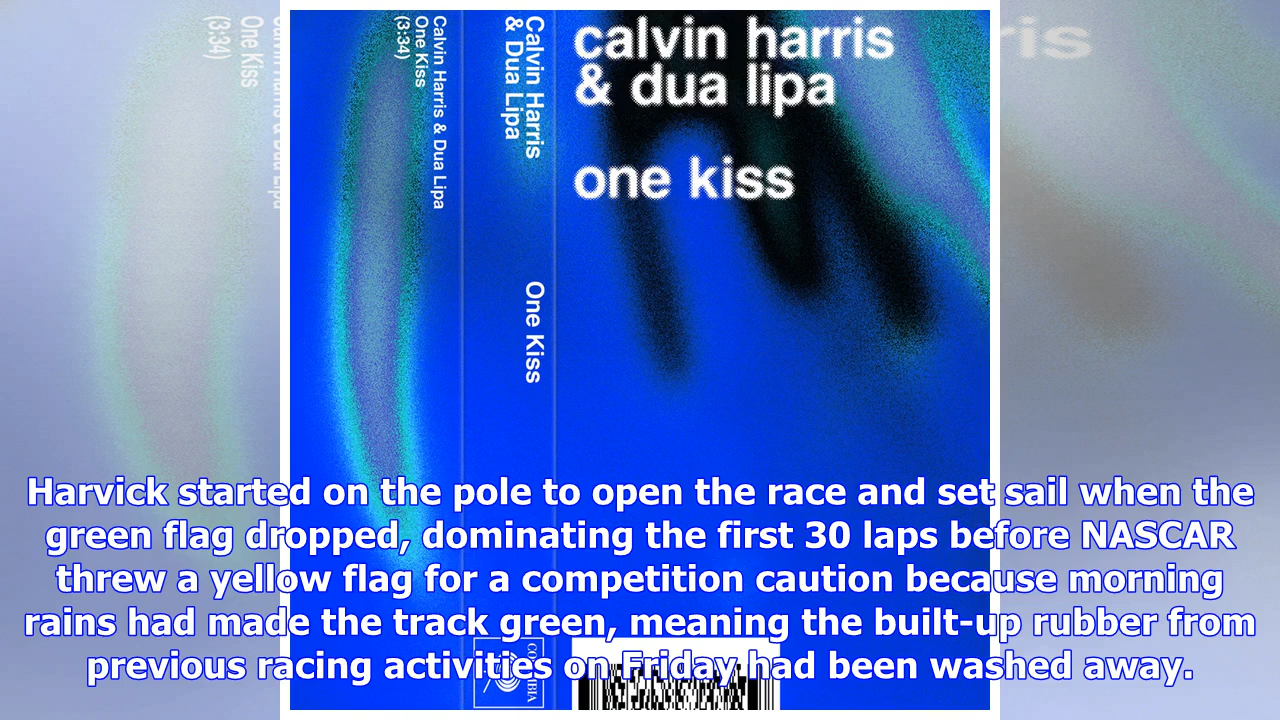 One Kiss
(3:34)
ris
Calvin Harris & Dua Lipa
One Kiss
(3:34)
Calvin Harris
& Dua Lipa
One Kiss
COLUMBIA
calvin harris
& dua lipa
one kiss
Harvick started on the pole to open the race and set sail when the
green flag dropped, dominating the first 30 laps before NASCAR
threw a yellow flag for a competition caution because morning
rains had made the track green, meaning the built-up rubber from
previous racing activities on Friday had been washed away.